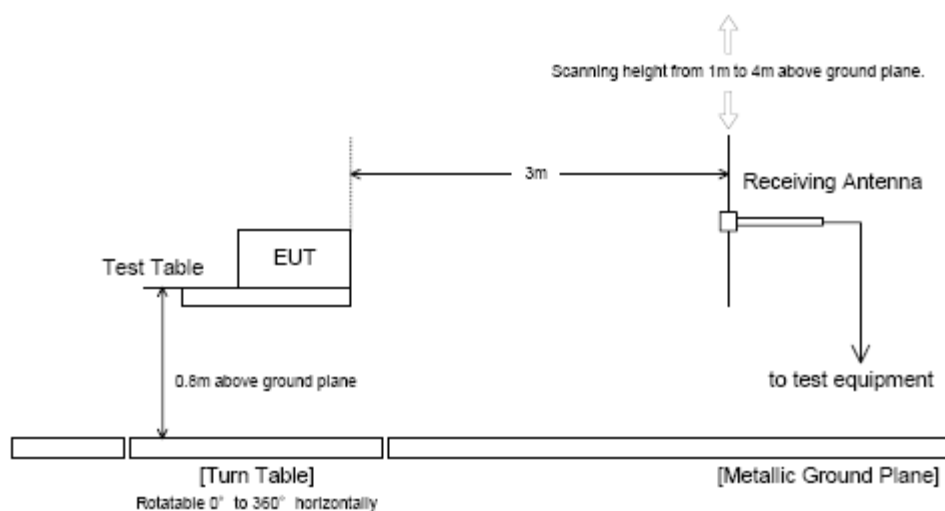 Scanning height from 1m to 4m above ground plane.
3m
Receiving Antenna
EUT
Test Table
0.8m above ground plane
to test equipment
[Turn Table]
[Metallic Ground Plane]
Rotatable 0° to 360° horizontally